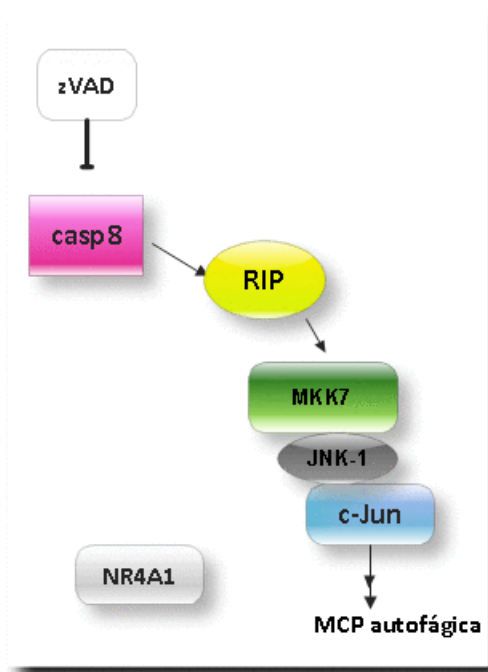 zVAD
casp8
RIP
MKK7
JNK-1
c-Jun
NR4A1
MCP autofágica